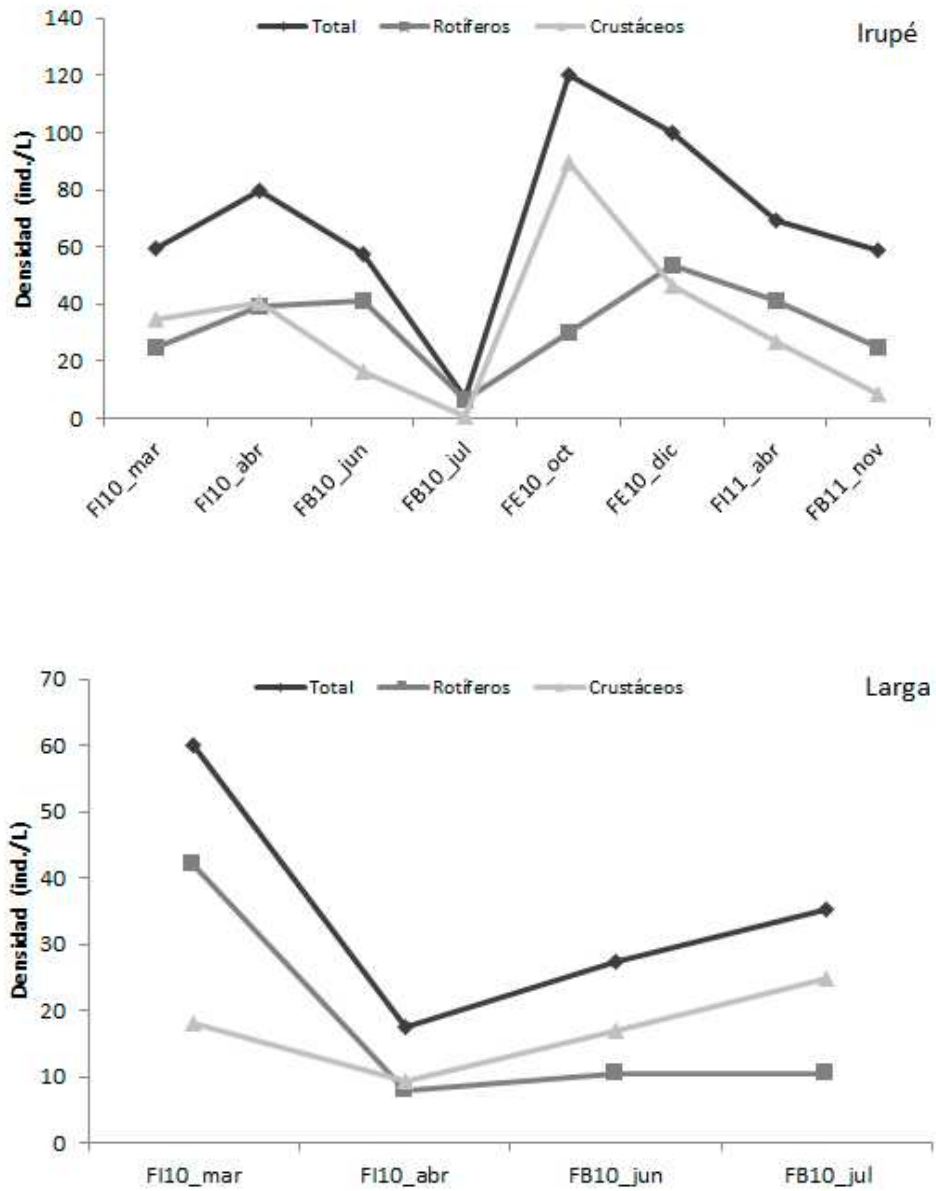 140
Total Rotíferos Crustáceos
Irupé
120
100
80
60
40
20
0
Densidad (ind./L)
FI10_mar
FI10_abr
FB10_jun
FB10_jul
FE10_oct
FE10_dic
FI11_abr
FB11_nov
70
Total Rotíferos Crustáceos
Larga
60
50
40
30
20
10
0
Densidad (ind./L)
FI10_mar
FI10_abr
FB10_jun
FB10_jul